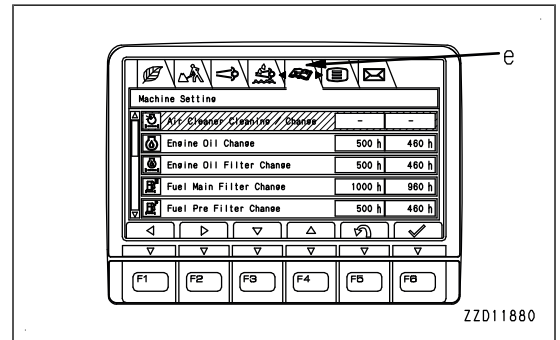 e
Machine Setting
Air Cleaner Cleaning / Change - -
Engine Oil Change 500 h 460 h
Engine Oil Filter Change 500 h 460 h
Fuel Main Filter Change 1000 h 960 h
Fuel Pre Filter Change 500 h 460 h
F1 F2 F3 F4 F5 F6
ZZD11880